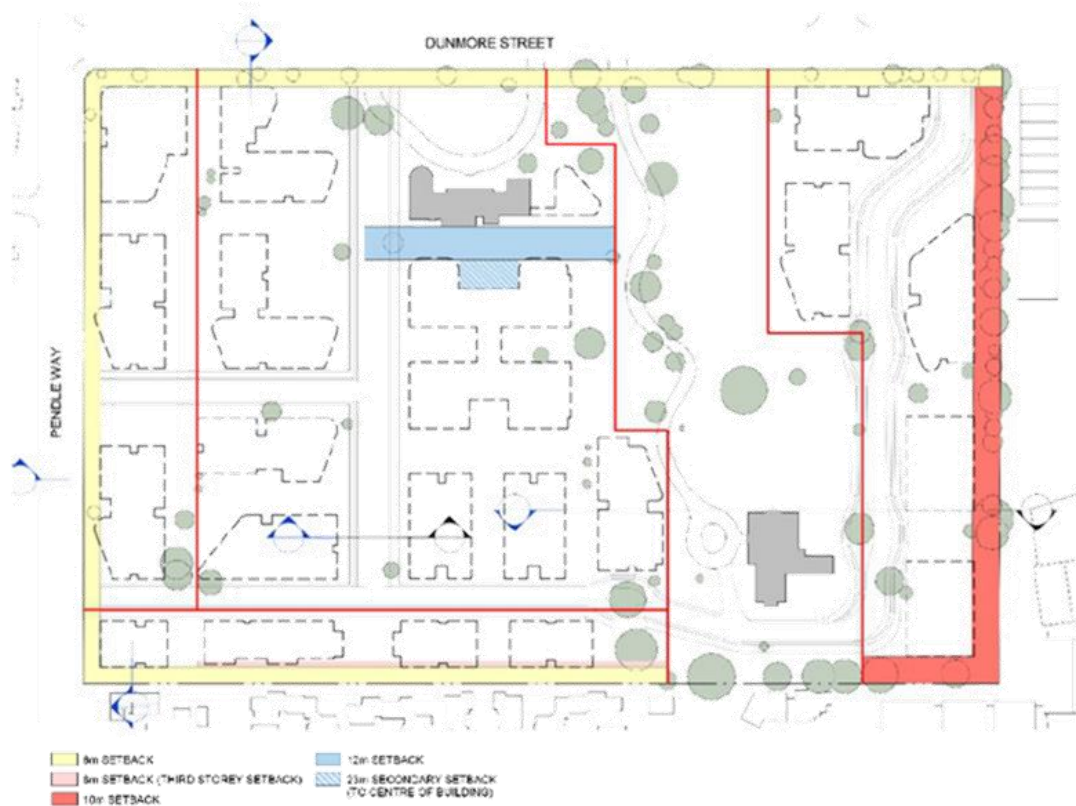 DUNMORE STREET
PENDLE WAY
6m SETBACK
6m SETBACK (THIRD STOREY SETBACK)
10m SETBACK
12m SETBACK
23m SECONDARY SETBACK
(TO CENTRE OF BUILDING)